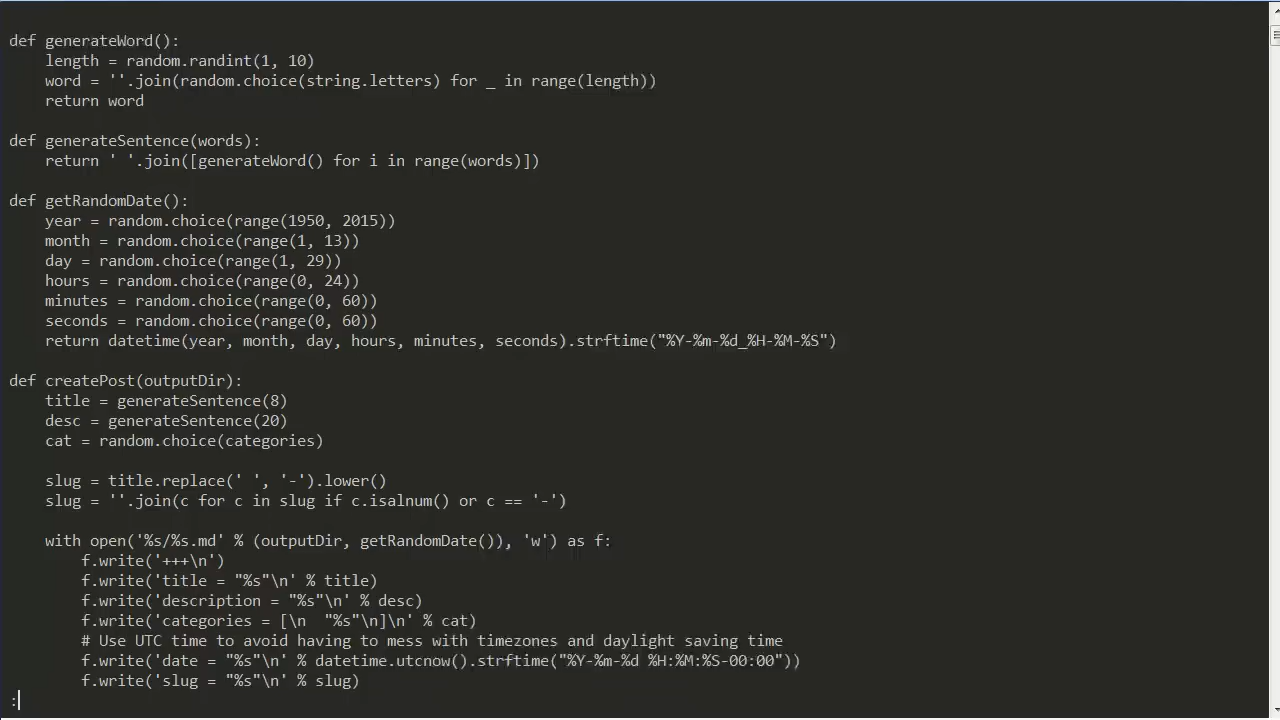 def generateWord():
    length = random.randint(1, 10)
    word = ''.join(random.choice(string.letters) for _ in range(length))
    return word

def generateSentence(words):
    return ' '.join([generateWord() for i in range(words)])

def getRandomDate():
    year = random.choice(range(1950, 2015))
    month = random.choice(range(1, 13))
    day = random.choice(range(1, 29))
    hours = random.choice(range(0, 24))
    minutes = random.choice(range(0, 60))
    seconds = random.choice(range(0, 60))
    return datetime(year, month, day, hours, minutes, seconds).strftime("%Y-%m-%d_%H-%M-%S")

def createPost(outputDir):
    title = generateSentence(8)
    desc = generateSentence(20)
    cat = random.choice(categories)

    slug = title.replace(' ', '-').lower()
    slug = ''.join(c for c in slug if c.isalnum() or c == '-')

    with open('%s/%s.md' % (outputDir, getRandomDate()), 'w') as f:
        f.write('+++\n')
        f.write('title = "%s"\n' % title)
        f.write('description = "%s"\n' % desc)
        f.write('categories = [\n  "%s"\n]\n' % cat)
        # Use UTC time to avoid having to mess with timezones and daylight saving time
        f.write('date = "%s"\n' % datetime.utcnow().strftime("%Y-%m-%d %H:%M:%S-00:00"))
        f.write('slug = "%s"\n' % slug)
: